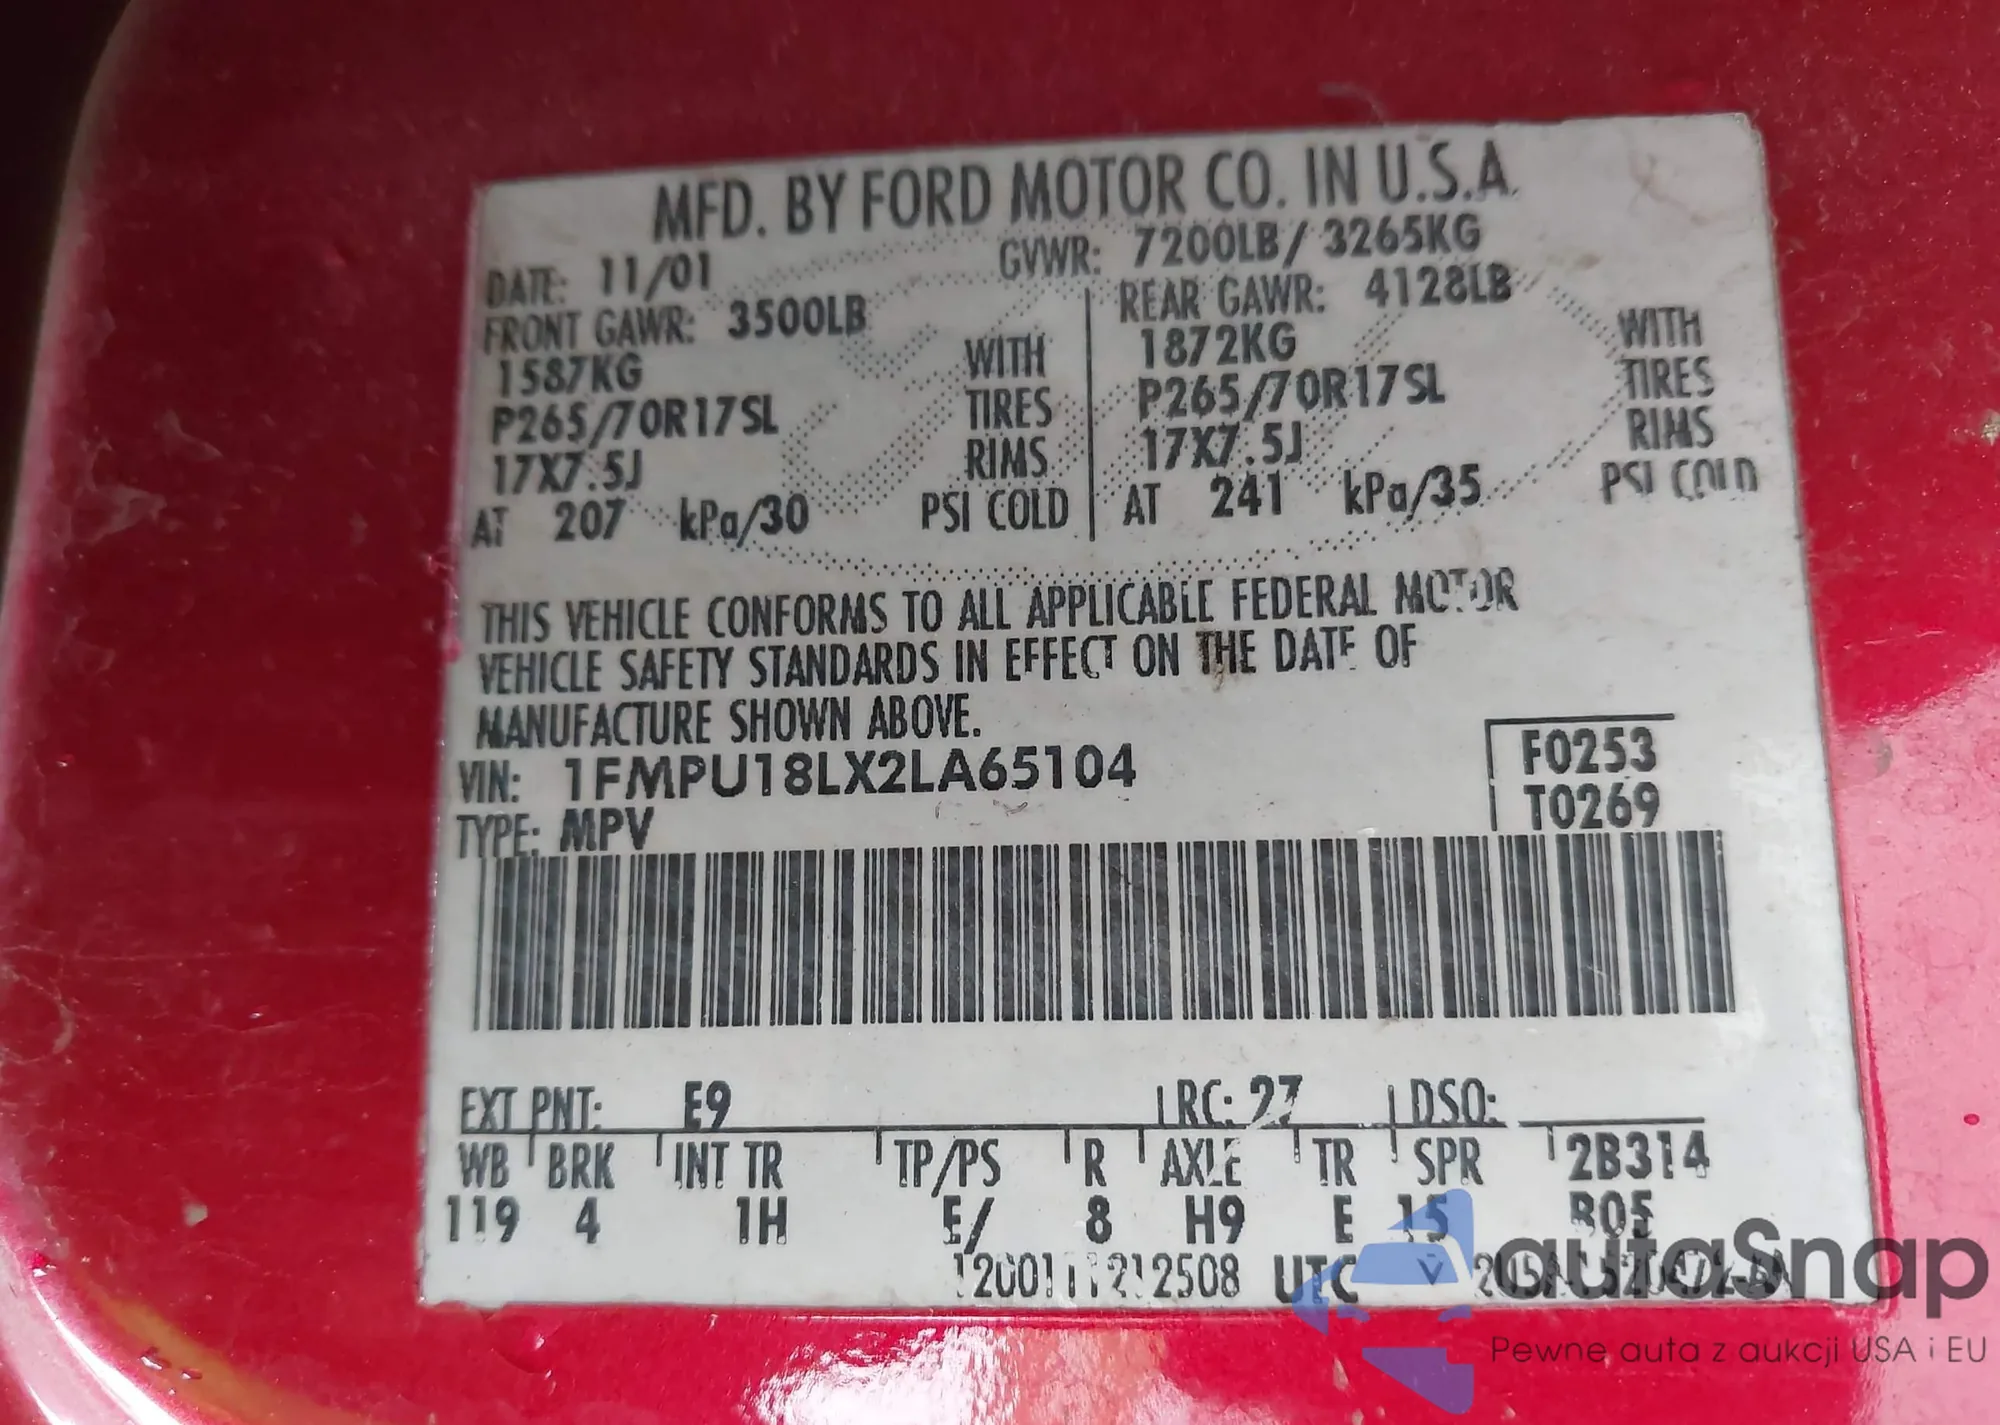 MFD. BY FORD MOTOR CO. IN U.S.A.
DATE: 11/01 GVWR: 7200LB/ 3265KG
FRONT GAWR: 3500LB REAR GAWR: 4128LB
1587KG WITH 1872KG WITH
P265/70R17SL TIRES P265/70R17SL TIRES
17X7.5J RIMS 17X7.5J RIMS
AT 207 kPa/30 PSI COLD AT 241 kPa/35 PSI COLD
THIS VEHICLE CONFORMS TO ALL APPLICABLE FEDERAL MOTOR
VEHICLE SAFETY STANDARDS IN EFFECT ON THE DATE OF
MANUFACTURE SHOWN ABOVE.
VIN: 1FMPU18LX2LA65104 F0253
TYPE: MPV T0269
EXT PNT: E9 RC: 27 DSO:
WB BRK INT TR TP/PS R AXLE TR SPR 2B314
119 4 1H E/ 8 H9 E 15 B05
UTC
autaSnap
Pewne auta z aukcji USA i EU